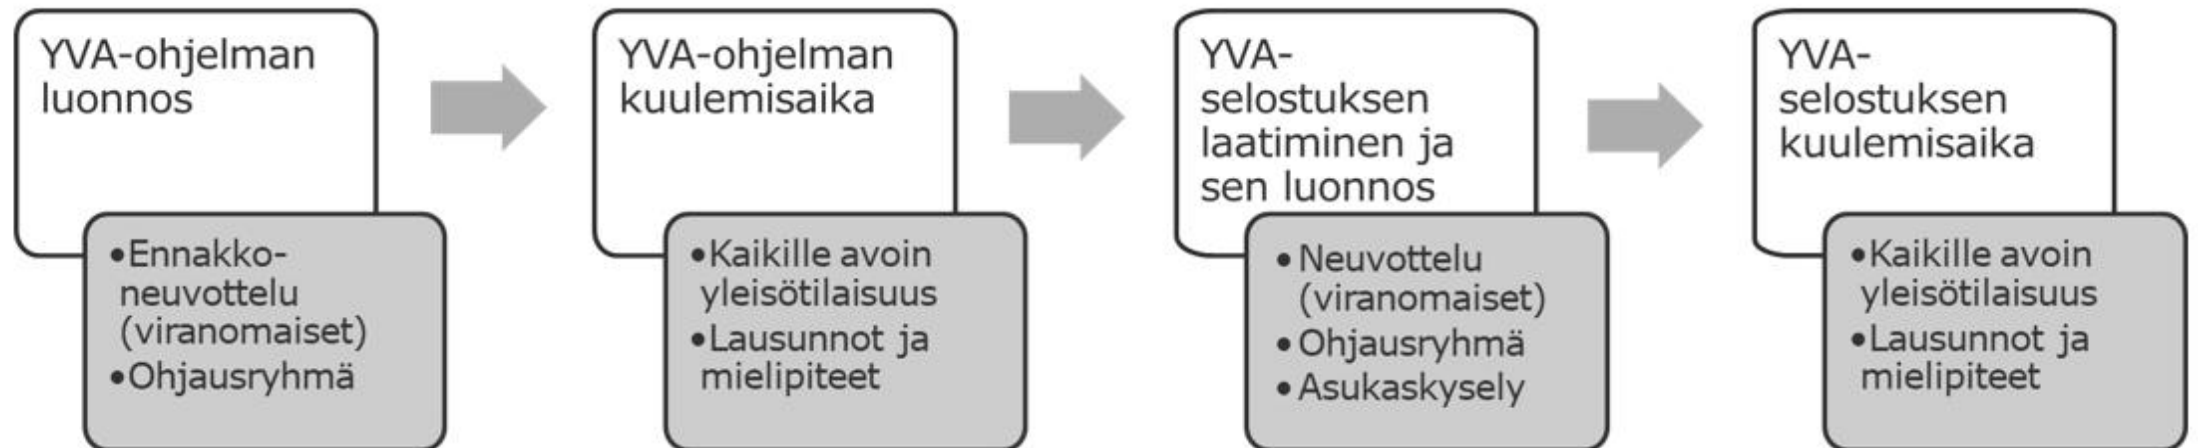 YVA-ohjelman
luonnos
•Ennakko-
neuvottelu
(viranomaiset)
•Ohjausryhmä
YVA-ohjelman
kuulemisaika
•Kaikille avoin
yleisötilaisuus
•Lausunnot ja
mielipiteet
YVA-
selostuksen
laatiminen ja
sen luonnos
•Neuvottelu
(viranomaiset)
•Ohjausryhmä
•Asukaskysely
YVA-
selostuksen
kuulemisaika
•Kaikille avoin
yleisötilaisuus
•Lausunnot ja
mielipiteet